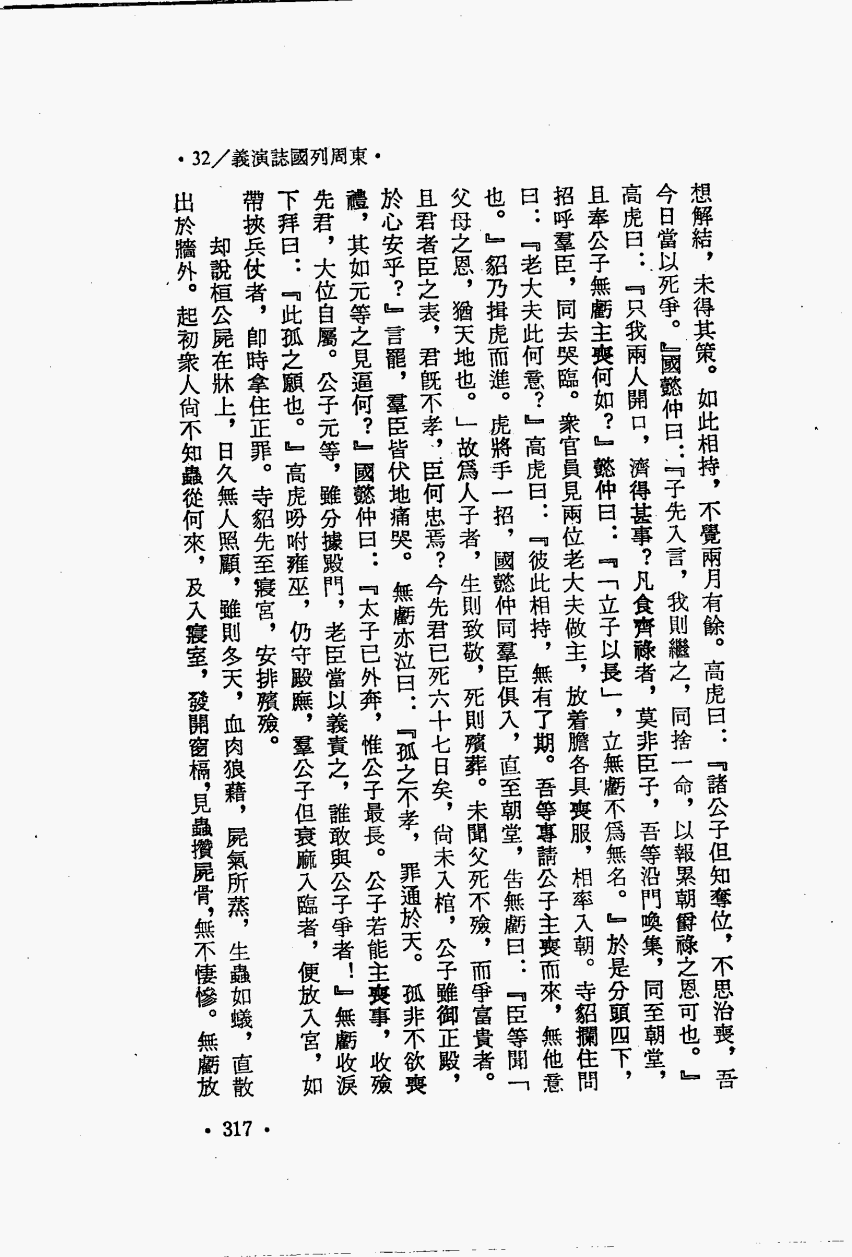 •32／義演誌國列周東•
想解結，未得其策。如此相持，不覺兩月有餘。高虎曰：『諸公子但知奪位，不思治喪，吾
今日當以死爭。』國懿仲曰：『子先入言，我則繼之，同捨一命，以報累朝爵祿之恩可也。』
高虎曰：『只我兩人開口，濟得甚事？凡食齊祿者，莫非臣子，吾等沿門喚集，同至朝堂，
且奉公子無虧主喪何如？』懿仲曰：『「立子以長」，立無虧不爲無名。』於是分頭四下，
招呼羣臣，同去哭臨。衆官員見兩位老大夫做主，放着膽各具喪服，相率入朝。寺貂攔住問
曰：『老大夫此何意？』高虎曰：『彼此相持，無有了期。吾等專請公子主喪而來，無他意
也。』貂乃揖虎而進。虎將手一招，國懿仲同羣臣俱入，直至朝堂，告無虧曰：『臣等聞「
父母之恩，猶天地也。」故爲人子者，生則致敬，死則殯葬。未聞父死不殮，而爭富貴者。
且君者臣之表，君旣不孝，臣何忠焉？今先君已死六十七日矣，尙未入棺，公子雖御正殿，
於心安乎？』言罷，羣臣皆伏地痛哭。無虧亦泣曰：『孤之不孝，罪通於天。孤非不欲喪
禮，其如元等之見逼何？』國懿仲曰：『太子已外奔，惟公子最長。公子若能主喪事，收殮
先君，大位自屬。公子元等，雖分據殿門，老臣當以義責之，誰敢與公子爭者！』無虧收淚
下拜曰：『此孤之願也。』高虎吩咐雍巫，仍守殿廡，羣公子但衰麻入臨者，便放入宮，如
帶挾兵仗者，卽時拿住正罪。寺貂先至寢宮，安排殯殮。
却說桓公屍在牀上，日久無人照顧，雖則冬天，血肉狼藉，屍氣所蒸，生蟲如蟻，直散
出於牆外。起初衆人尙不知蟲從何來，及入寢室，發開窗槅，見蟲攢屍骨，無不悽慘。無虧放
•317•